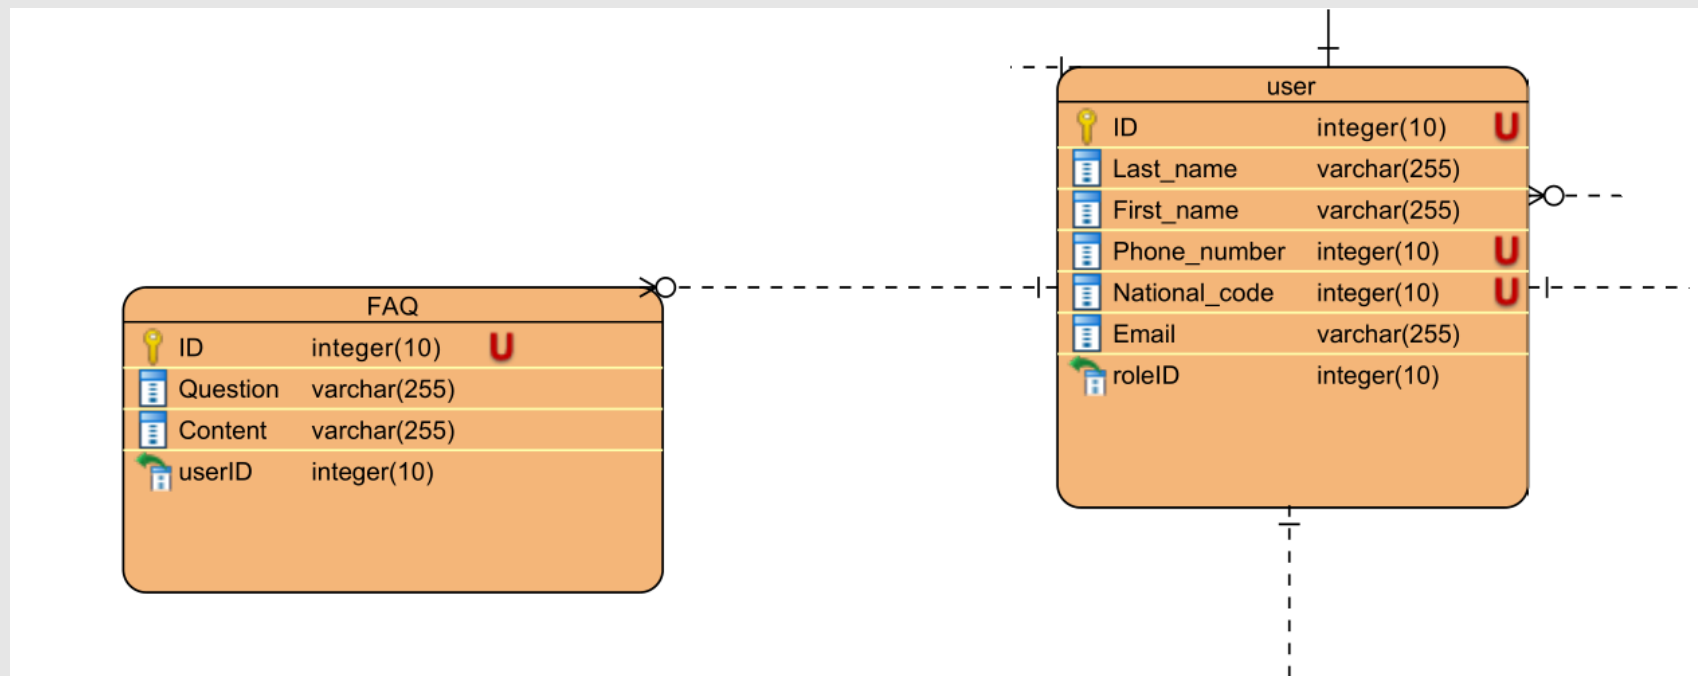 FAQ
ID integer(10) U
Question varchar(255)
Content varchar(255)
userID integer(10)
user
ID integer(10) U
Last_name varchar(255)
First_name varchar(255)
Phone_number integer(10) U
National_code integer(10) U
Email varchar(255)
roleID integer(10)